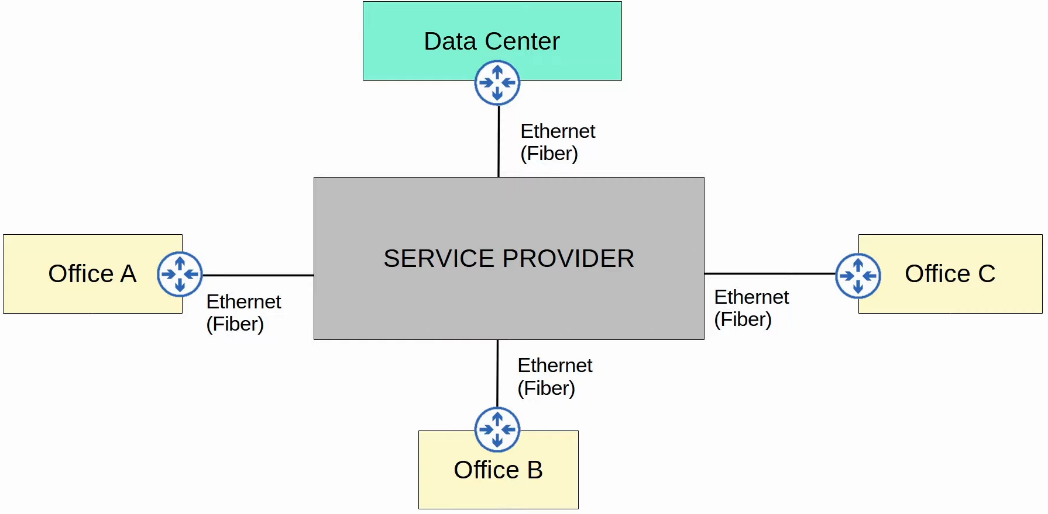 Data Center
Ethernet
(Fiber)
SERVICE PROVIDER
Office A
Ethernet
(Fiber)
Office C
Ethernet
(Fiber)
Ethernet
(Fiber)
Office B